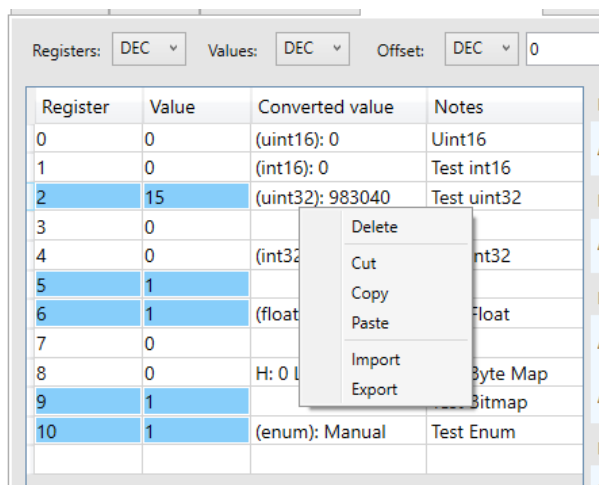 Registers: DEC Values: DEC Offset: DEC 0
Register Value Converted value Notes
0 0 (uint16): 0 Uint16
1 0 (int16): 0 Test int16
2 15 (uint32): 983040 Test uint32
3 0
Delete
4 0 (int32 nt32
Cut
5 1
Copy
6 1 (float Float
Paste
7 0
Import
8 0 H: 0 L Byte Map
Export
9 1 Test Bitmap
10 1 (enum): Manual Test Enum